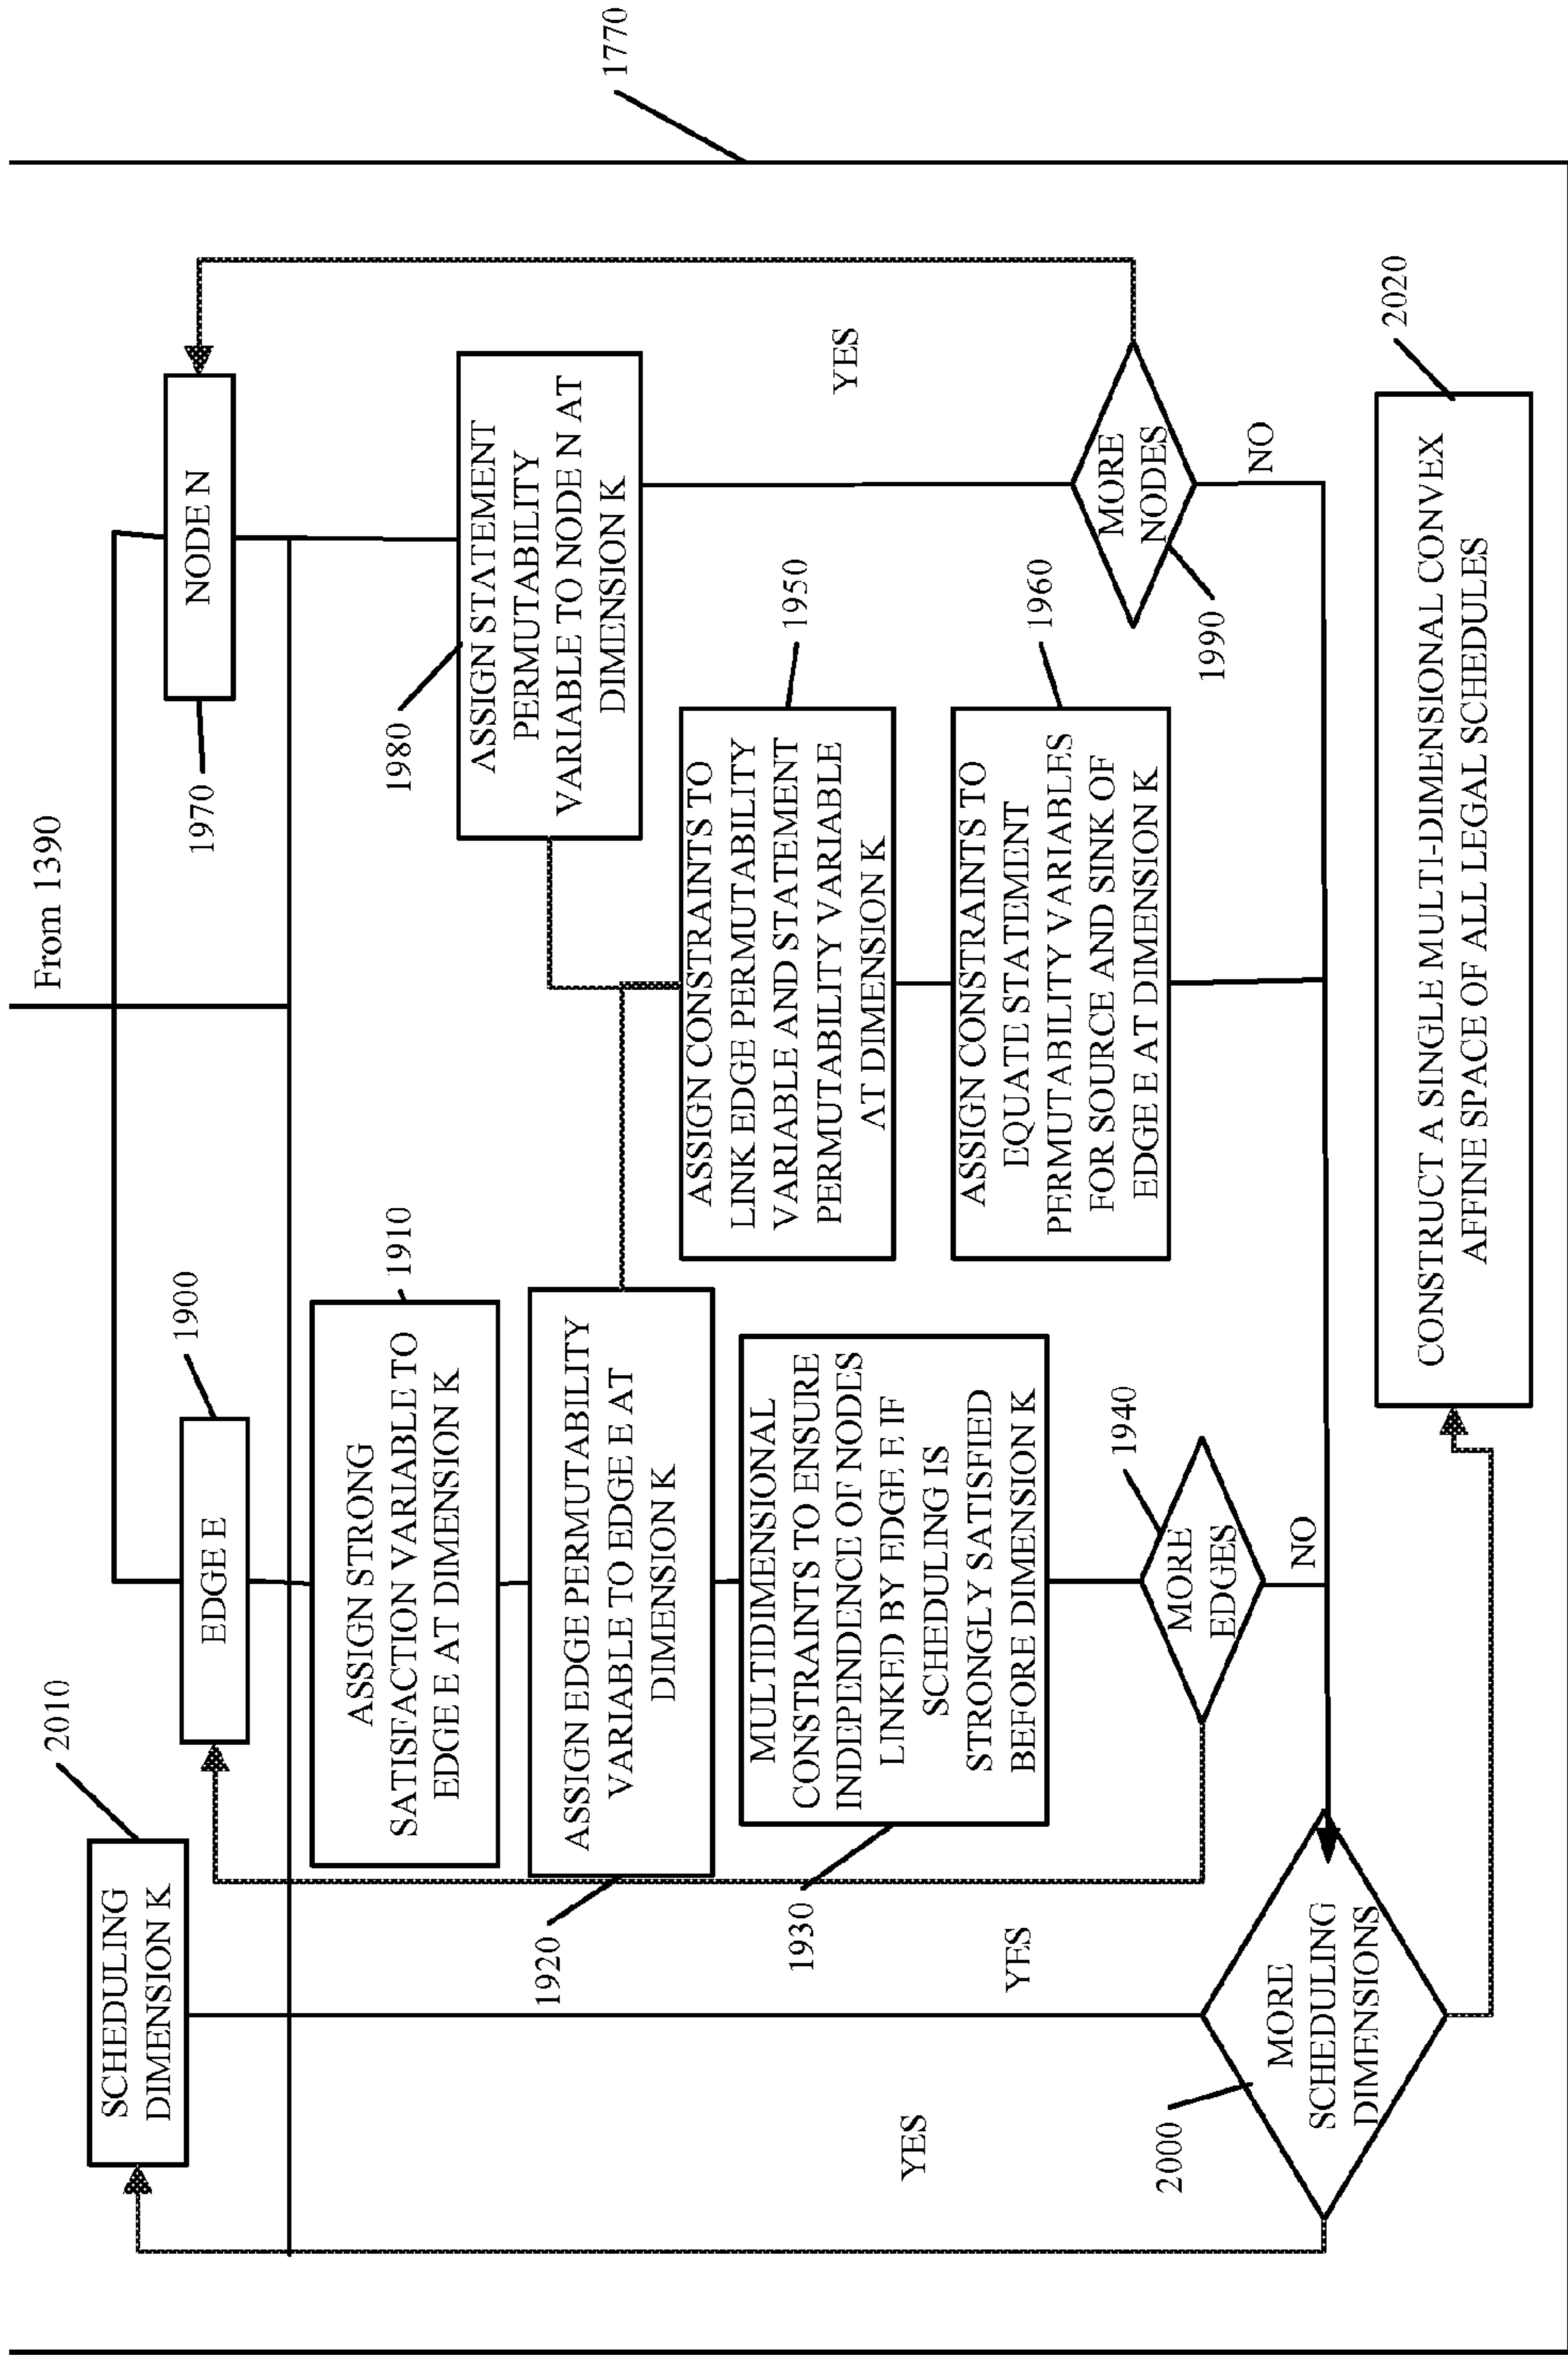 From 1390
1770
2010
SCHEDULING
DIMENSION K
1900
EDGE E
NODE N
1970
1910
ASSIGN STRONG
SATISFACTION VARIABLE TO
EDGE E AT DIMENSION K
1980
ASSIGN STATEMENT
PERMUTABILITY
VARIABLE TO NODE N AT
DIMENSION K
1920
ASSIGN EDGE PERMUTABILITY
VARIABLE TO EDGE E AT
DIMENSION K
1950
ASSIGN CONSTRAINTS TO
LINK EDGE PERMUTABILITY
VARIABLE AND STATEMENT
PERMUTABILITY VARIABLE
AT DIMENSION K
1930
MULTIDIMENSIONAL
CONSTRAINTS TO ENSURE
INDEPENDENCE OF NODES
LINKED BY EDGE E IF
SCHEDULING IS
STRONGLY SATISFIED
BEFORE DIMENSION K
1960
ASSIGN CONSTRAINTS TO
EQUATE STATEMENT
PERMUTABILITY VARIABLES
FOR SOURCE AND SINK OF
EDGE E AT DIMENSION K
YES
YES
YES
1940
MORE
EDGES
NO
MORE
NODES
1990
NO
2000
MORE
SCHEDULING
DIMENSIONS
2020
CONSTRUCT A SINGLE MULTI-DIMENSIONAL CONVEX
AFFINE SPACE OF ALL LEGAL SCHEDULES